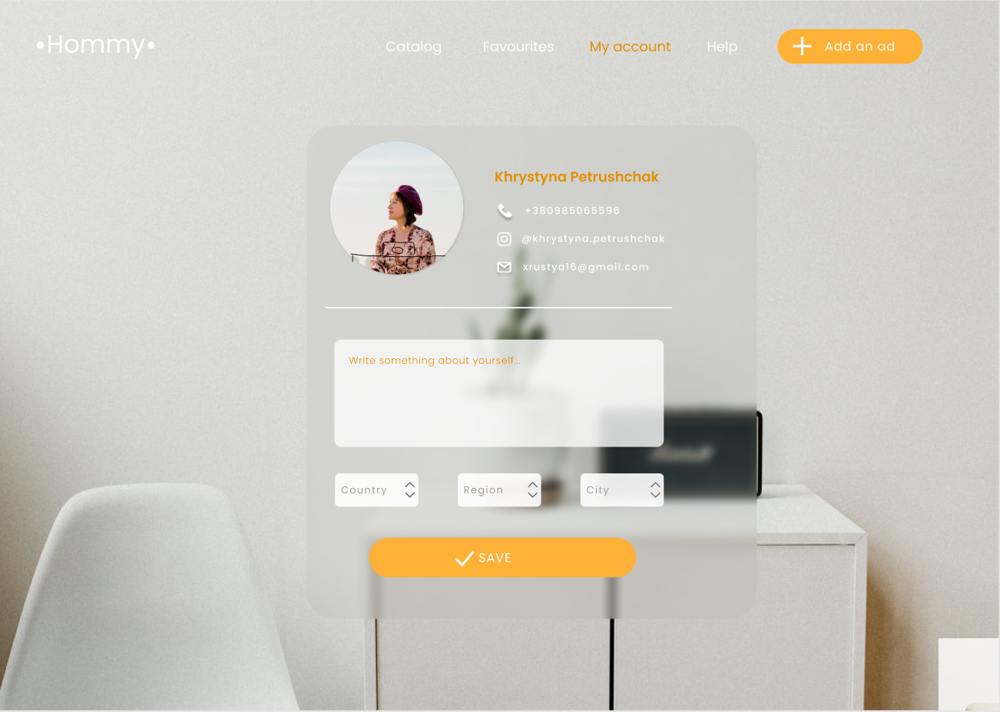 •Hommy•
Catalog Favourites My account Help Add an ad
Khrystyna Petrushchak
+380985065596
@khrystyna.petrushchak
xrustya16@gmail.com
Write something about yourself...
Country Region City
SAVE